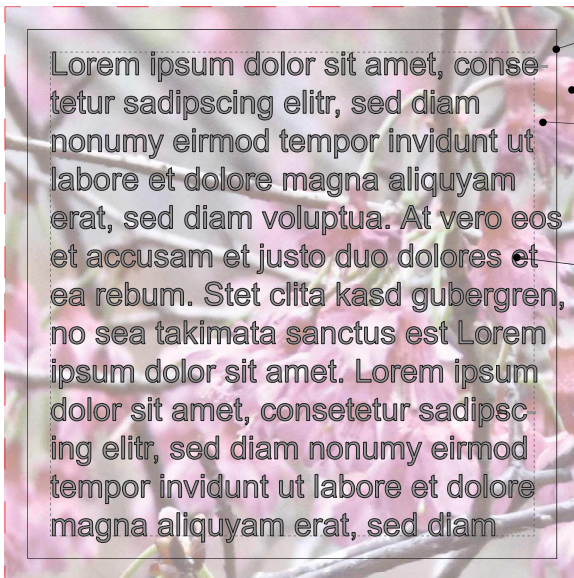 Lorem ipsum dolor sit amet, conse-
tetur sadipscing elitr, sed diam
nonumy eirmod tempor invidunt ut
labore et dolore magna aliquyam
erat, sed diam voluptua. At vero eos
et accusam et justo duo dolores et
ea rebum. Stet clita kasd gubergren,
no sea takimata sanctus est Lorem
ipsum dolor sit amet. Lorem ipsum
dolor sit amet, consetetur sadipsc-
ing elitr, sed diam nonumy eirmod
tempor invidunt ut labore et dolore
magna aliquyam erat, sed diam